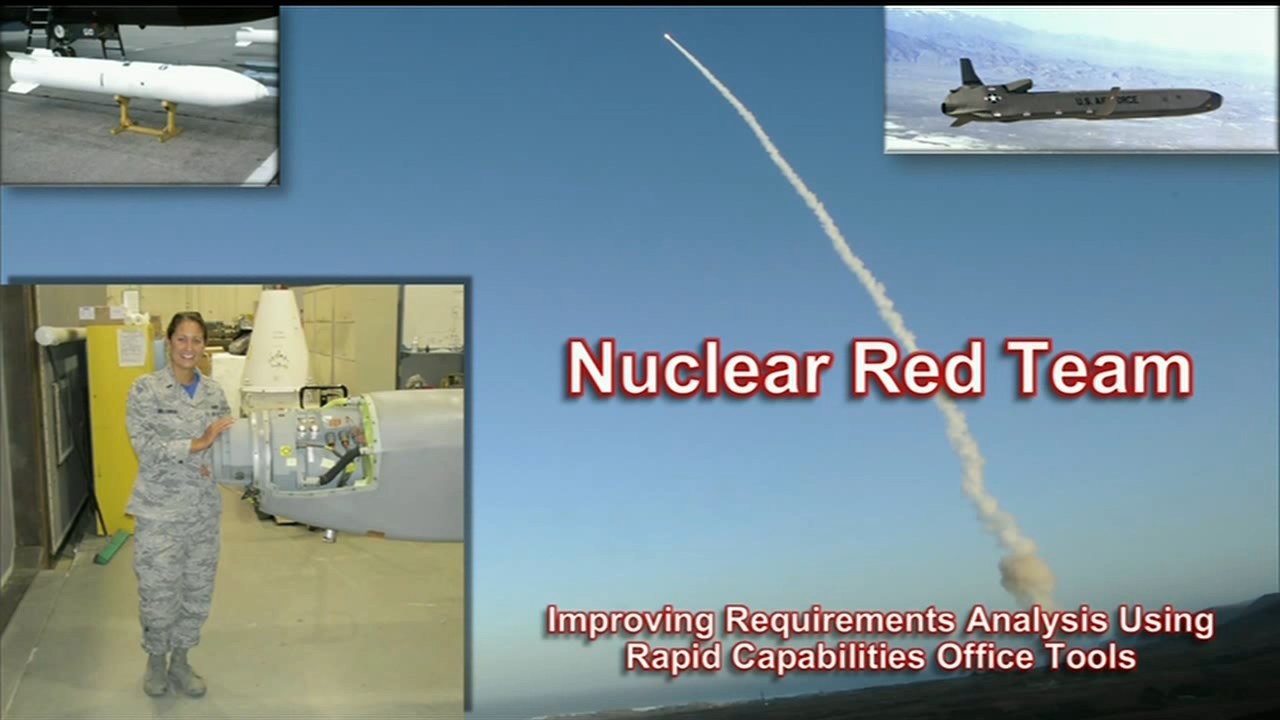 U.S. AIR FORCE
Nuclear Red Team
Improving Requirements Analysis Using
Rapid Capabilities Office Tools